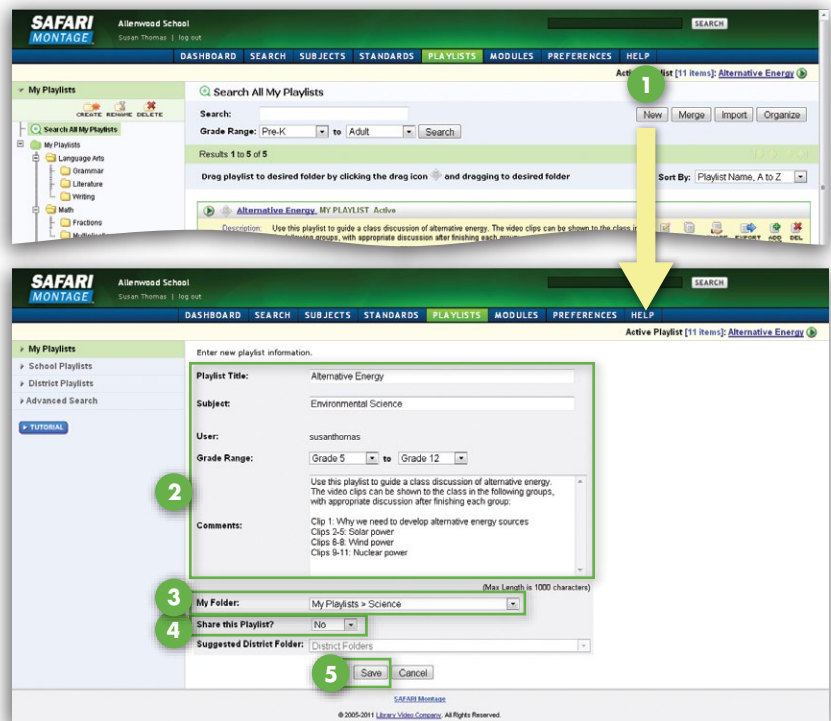 SAFARI MONTAGE
Allenwood School
Susan Thomas | log out
SEARCH
DASHBOARD SEARCH SUBJECTS STANDARDS PLAYLISTS MODULES PREFERENCES HELP
Active Playlist [11 items]: Alternative Energy
1
My Playlists
CREATE RENAME DELETE
Search All My Playlists
My Playlists
Language Arts
Grammar
Literature
Writing
Math
Fractions
Search All My Playlists
New Merge Import Organize
Search:
Grade Range: Pre-K to Adult Search
Results 1 to 5 of 5
Drag playlist to desired folder by clicking the drag icon and dragging to desired folder
Sort By: Playlist Name, A to Z
Alternative Energy MY PLAYLIST Active
Description: Use this playlist to guide a class discussion of alternative energy. The video clips can be shown to the class in
following groups, with appropriate discussion after finishing each group:
EXPORT ADD DEL
SAFARI MONTAGE
Allenwood School
Susan Thomas | log out
SEARCH
DASHBOARD SEARCH SUBJECTS STANDARDS PLAYLISTS MODULES PREFERENCES HELP
Active Playlist [11 items]: Alternative Energy
My Playlists
School Playlists
District Playlists
Advanced Search
TUTORIAL
Enter new playlist information.
2
Playlist Title: Alternative Energy
Subject: Environmental Science
User: susanthomas
Grade Range: Grade 5 to Grade 12
Comments:
Use this playlist to guide a class discussion of alternative energy.
The video clips can be shown to the class in the following groups,
with appropriate discussion after finishing each group:
Clip 1: Why we need to develop alternative energy sources
Clips 2-5: Solar power
Clips 6-8: Wind power
Clips 9-11: Nuclear power
(Max Length is 1000 characters)
3
My Folder: My Playlists > Science
4
Share this Playlist? No
Suggested District Folder: District Folders
5
Save Cancel
SAFARI Montage
© 2005-2011 Library Video Company. All Rights Reserved.